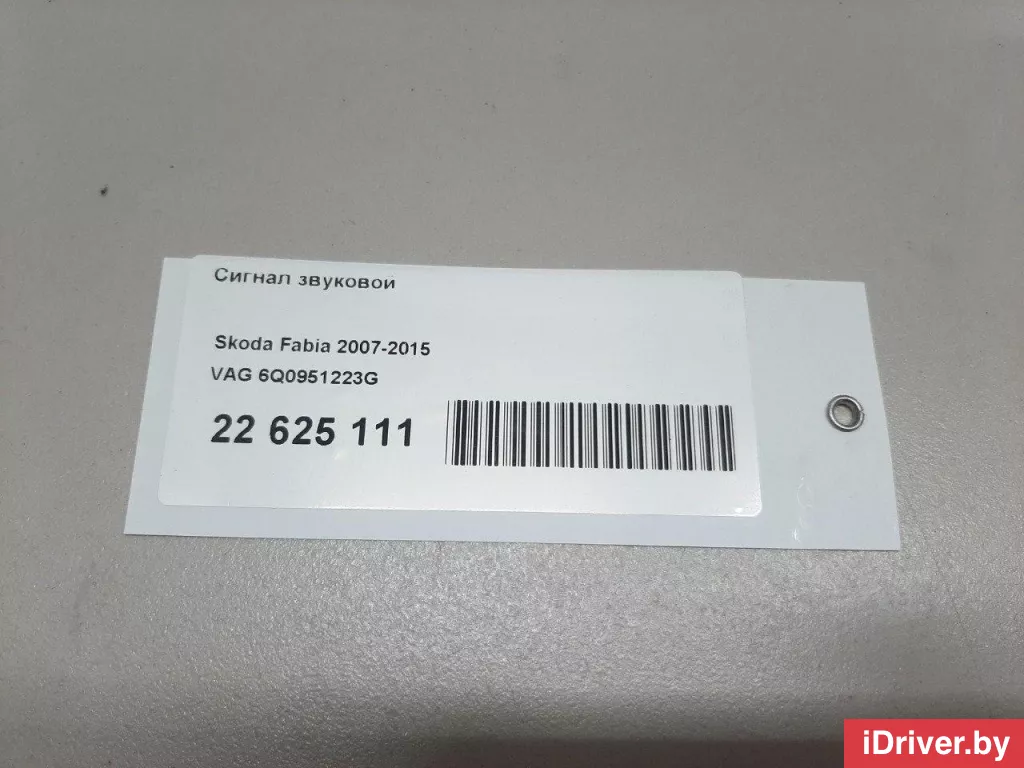 Сигнал звуковой
Skoda Fabia 2007-2015
VAG 6Q0951223G
22 625 111
iDriver.by